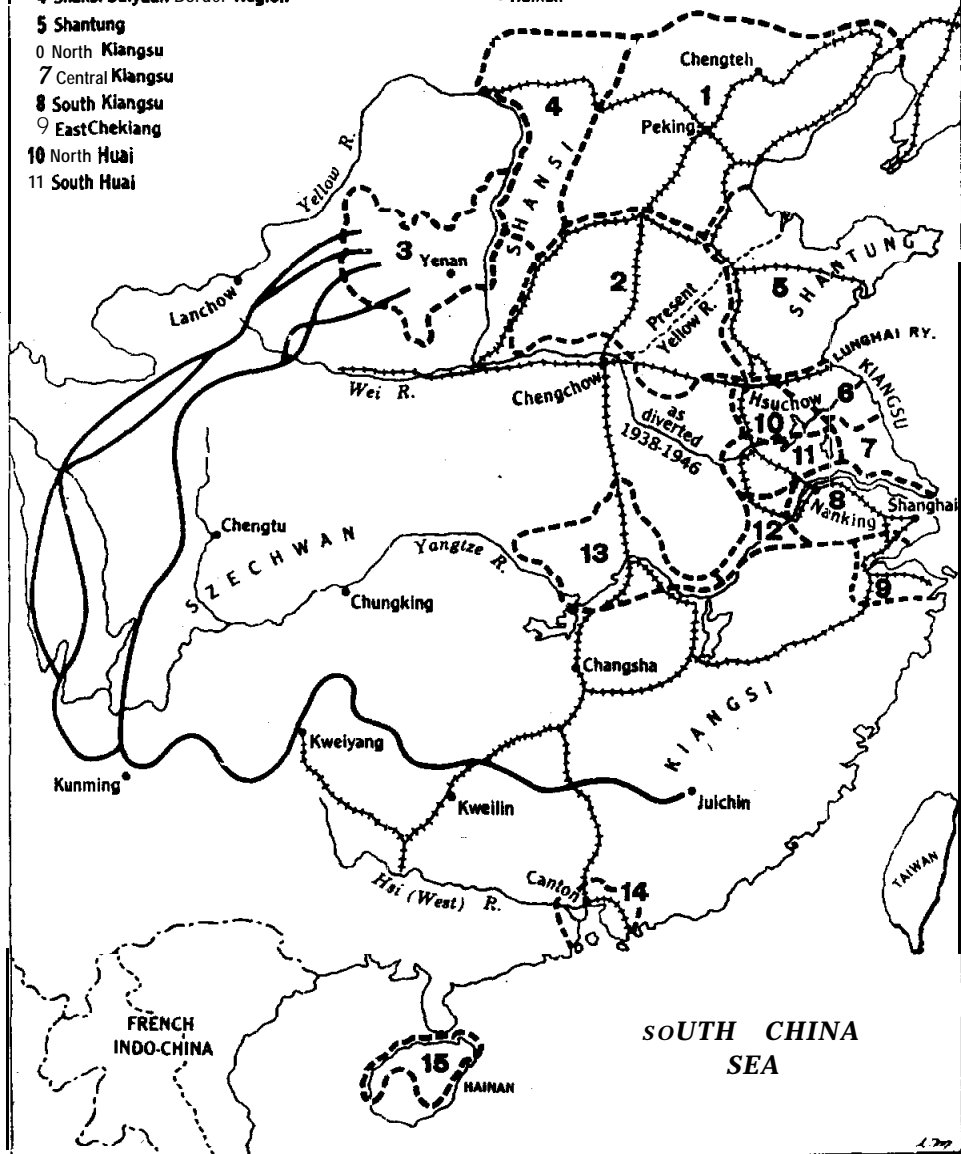 5 Shantung
0 North Kiangsu
7 Central Kiangsu
8 South Kiangsu
9 EastChekiang
10 North Huai
11 South Huai
Chengteh
1
4
Peking
Yellow R.
SHANSI
3
Yenan
2
Lanchow
5
SHANTUNG
Present
Yellow R.
LUNGHAI RY.
Wei R.
Chengchow
Hsuchow
KIANGSU
6
10
as
diverted
1938-1946
11
7
8
Nanking
Shanghai
12
Chengtu
SZECHWAN
Yangtze R.
13
Chungking
9
Changsha
KIANGSI
Kweiyang
Kunming
Kweilin
Juichin
TAIWAN
Canton
14
Hsi (West) R.
FRENCH
INDO-CHINA
SOUTH CHINA
SEA
15
HAINAN